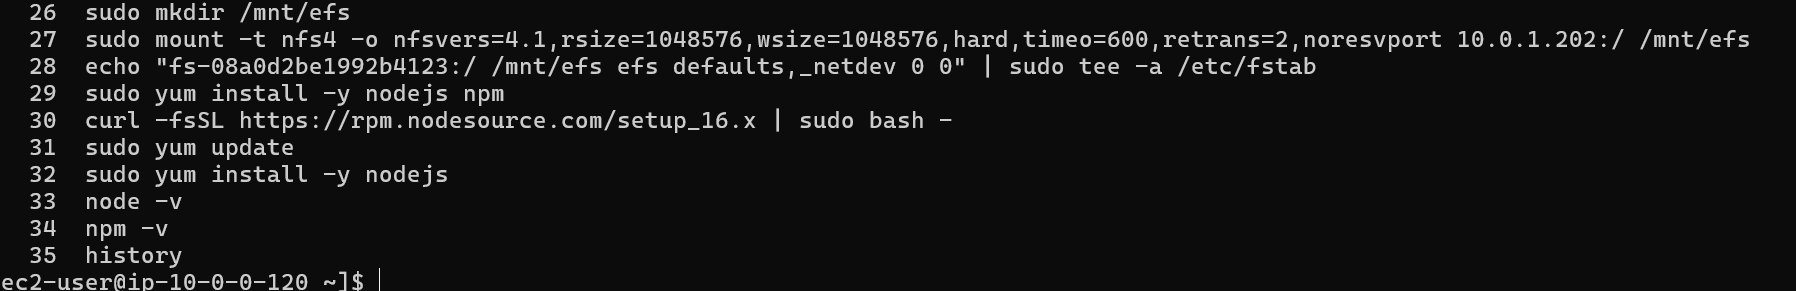 26  sudo mkdir /mnt/efs
27  sudo mount -t nfs4 -o nfsvers=4.1,rsize=1048576,wsize=1048576,hard,timeo=600,retrans=2,noresvport 10.0.1.202:/ /mnt/efs
28  echo "fs-08a0d2be1992b4123:/ /mnt/efs efs defaults,_netdev 0 0" | sudo tee -a /etc/fstab
29  sudo yum install -y nodejs npm
30  curl -fsSL https://rpm.nodesource.com/setup_16.x | sudo bash -
31  sudo yum update
32  sudo yum install -y nodejs
33  node -v
34  npm -v
35  history
ec2-user@ip-10-0-0-120 ~]$